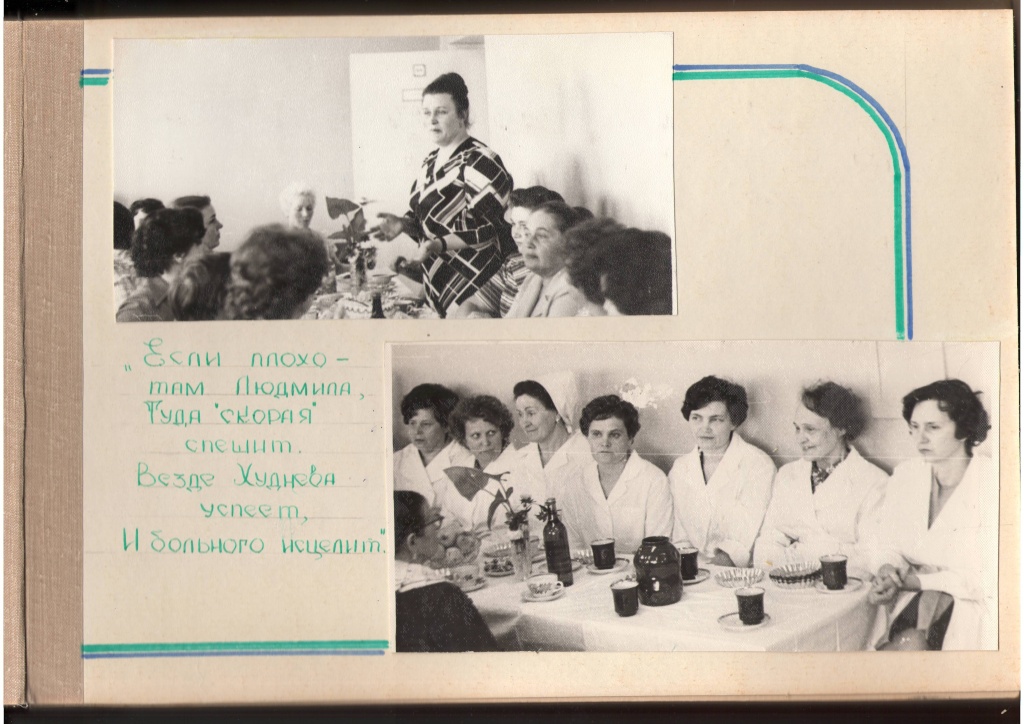 „Если плохо –
там Людмила,
Туда "скорая"
спешит.
Везде Худнева
успеет,
И больного исцелит".